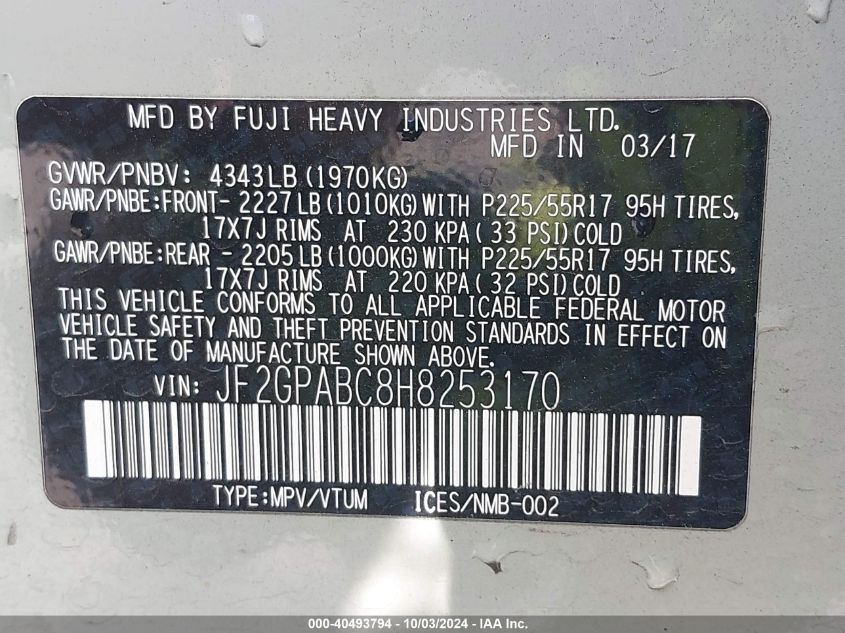 MFD BY FUJI HEAVY INDUSTRIES LTD.
MFD IN 03/17
GVWR/PNBV: 4343LB(1970KG)
GAWR/PNBE:FRONT- 2227LB(1010KG)WITH P225/55R17 95H TIRES,
17X7J RIMS AT 230 KPA( 33 PSI)COLD
GAWR/PNBE:REAR - 2205LB(1000KG)WITH P225/55R17 95H TIRES,
17X7J RIMS AT 220 KPA( 32 PSI)COLD
THIS VEHICLE CONFORMS TO ALL APPLICABLE FEDERAL MOTOR
VEHICLE SAFETY AND THEFT PREVENTION STANDARDS IN EFFECT ON
THE DATE OF MANUFACTURE SHOWN ABOVE.
VIN: JF2GPABC8H8253170
TYPE:MPV/VTUM ICES/NMB-002
000-40493794 - 10/03/2024 - IAA Inc.